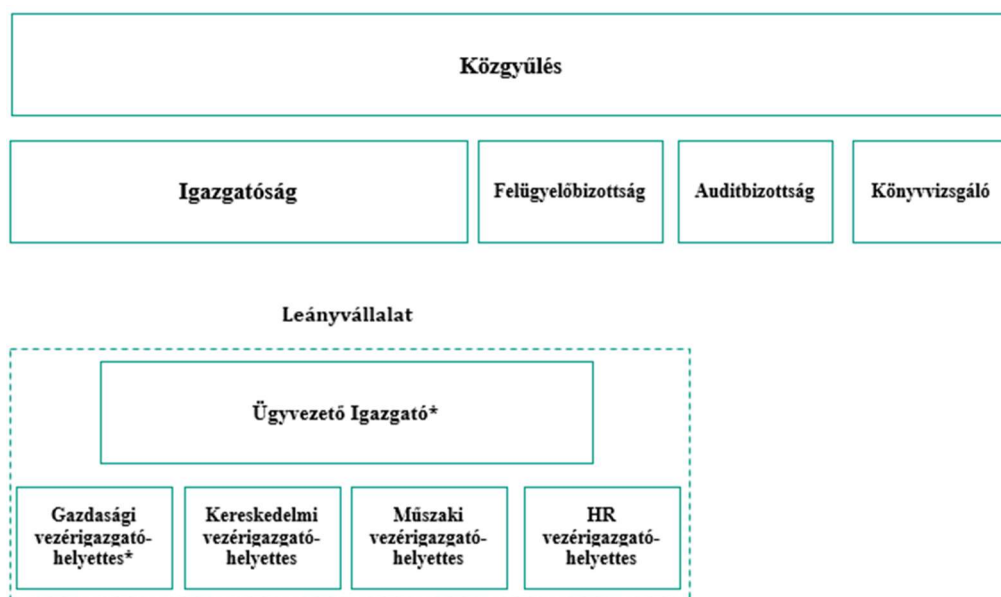 Közgyűlés
Igazgatóság
Felügyelőbizottság
Auditbizottság
Könyvvizsgáló
Leányvállalat
Ügyvezető Igazgató*
Gazdasági
vezérigazgató-
helyettes*
Kereskedelmi
vezérigazgató-
helyettes
Műszaki
vezérigazgató-
helyettes
HR
vezérigazgató-
helyettes